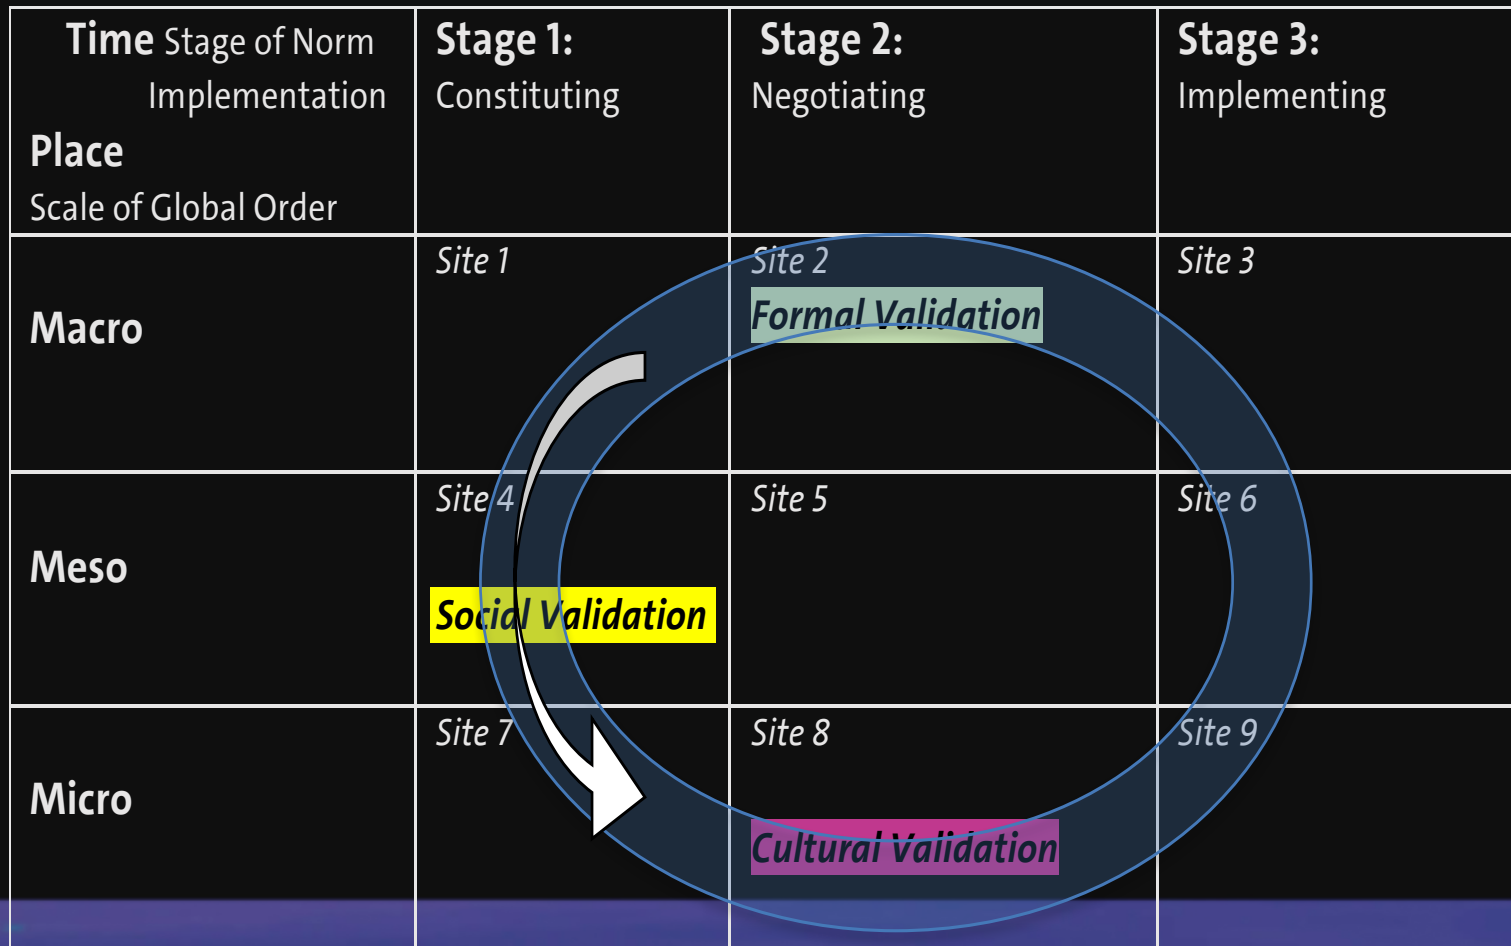 Time Stage of Norm
Implementation
Place
Scale of Global Order
Stage 1:
Constituting
Stage 2:
Negotiating
Stage 3:
Implementing
Macro
Site 1
Site 2
Formal Validation
Site 3
Meso
Site 4
Social Validation
Site 5
Site 6
Micro
Site 7
Site 8
Cultural Validation
Site 9